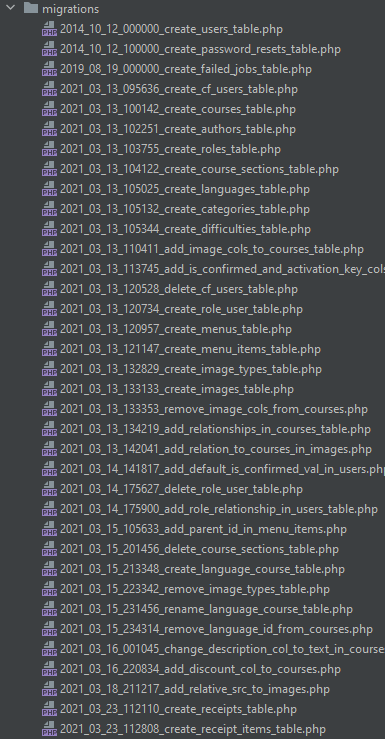 migrations
2014_10_12_000000_create_users_table.php
2014_10_12_100000_create_password_resets_table.php
2019_08_19_000000_create_failed_jobs_table.php
2021_03_13_095636_create_cf_users_table.php
2021_03_13_100142_create_courses_table.php
2021_03_13_102251_create_authors_table.php
2021_03_13_103755_create_roles_table.php
2021_03_13_104122_create_course_sections_table.php
2021_03_13_105025_create_languages_table.php
2021_03_13_105132_create_categories_table.php
2021_03_13_105344_create_difficulties_table.php
2021_03_13_110411_add_image_cols_to_courses_table.php
2021_03_13_113745_add_is_confirmed_and_activation_key_cols
2021_03_13_120528_delete_cf_users_table.php
2021_03_13_120734_create_role_user_table.php
2021_03_13_120957_create_menus_table.php
2021_03_13_121147_create_menu_items_table.php
2021_03_13_132829_create_image_types_table.php
2021_03_13_133133_create_images_table.php
2021_03_13_133353_remove_image_cols_from_courses.php
2021_03_13_134219_add_relationships_in_courses_table.php
2021_03_13_142041_add_relation_to_courses_in_images.php
2021_03_14_141817_add_default_is_confirmed_val_in_users.php
2021_03_14_175627_delete_role_user_table.php
2021_03_14_175900_add_role_relationship_in_users_table.php
2021_03_15_105633_add_parent_id_in_menu_items.php
2021_03_15_201456_delete_course_sections_table.php
2021_03_15_213348_create_language_course_table.php
2021_03_15_223342_remove_image_types_table.php
2021_03_15_231456_rename_language_course_table.php
2021_03_15_234314_remove_language_id_from_courses.php
2021_03_16_001045_change_description_col_to_text_in_course
2021_03_16_220834_add_discount_col_to_courses.php
2021_03_18_211217_add_relative_src_to_images.php
2021_03_23_112110_create_receipts_table.php
2021_03_23_112808_create_receipt_items_table.php